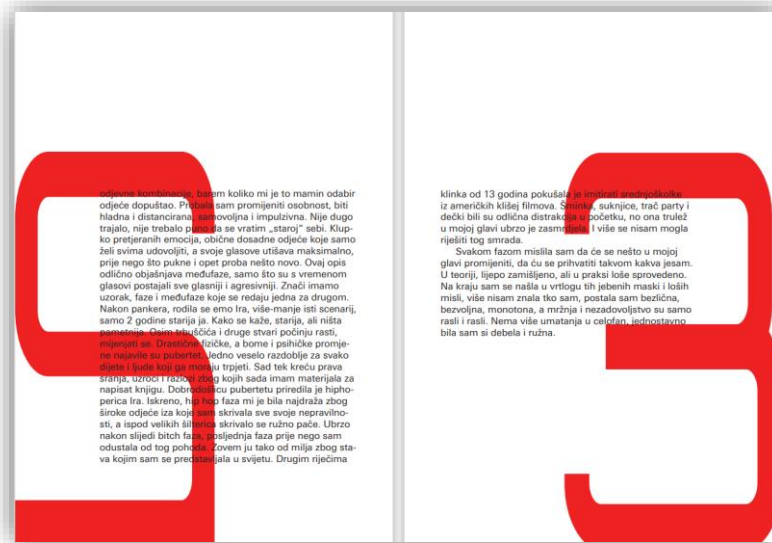 odjevne kombinacije, barem koliko mi je to mamin odabir
odjeće dopuštao. Probala sam promijeniti osobnost, biti
hladna i distancirana, samovoljna i impulzivna. Nije dugo
trajalo, nije trebalo puno da se vratim „staroj” sebi. Klup-
ko pretjeranih emocija, obične dosadne odjeće koje samo
želi svima udovoljiti, a svoje glasove utišava maksimalno,
prije nego što pukne i opet proba nešto novo. Ovaj opis
odlično objašnjava međufaze, samo što su s vremenom
glasovi postajali sve glasniji i agresivniji. Znači imamo
uzorak, faze i međufaze koje se redaju jedna za drugom.
Nakon pankera, rodila se emo Ira, više-manje isti scenarij,
samo 2 godine starija ja. Kako se kaže, starija, ali ništa
pametnija. Osim trbuščića i druge stvari počinju rasti,
mijenjati se. Drastične fizičke, a bome i psihičke promje-
ne najavile su pubertet. Jedno veselo razdoblje za svako
dijete i ljude koji ga moraju trpjeti. Sad tek kreću prava
sranja, uzroci i razlozi zbog kojih sada imam materijala za
napisat knjigu. Dobrodošlicu pubertetu priredila je hipho-
perica Ira. Iskreno, hip hop faza mi je bila najdraža zbog
široke odjeće iza koje sam skrivala sve svoje nepravilno-
sti, a ispod velikih šilterica skrivalo se ružno pače. Ubrzo
nakon slijedi bitch faza, posljednja faza prije nego sam
odustala od tog pohoda. Zovem ju tako od milja zbog sta-
va kojim sam se predstavljala u svijetu. Drugim riječima
klinka od 13 godina pokušala je imitirati srednjoškolke
iz američkih klišej filmova. Šminka, suknjice, trač party i
dečki bili su odlična distrakcija u početku, no ona trulež
u mojoj glavi ubrzo je zasmrdjela. I više se nisam mogla
riješiti tog smrada.
Svakom fazom mislila sam da će se nešto u mojoj
glavi promijeniti, da ću se prihvatiti takvom kakva jesam.
U teoriji, lijepo zamišljeno, ali u praksi loše sprovedeno.
Na kraju sam se našla u vrtlogu tih jebenih maski i loših
misli, više nisam znala tko sam, postala sam bezlična,
bezvoljna, monotona, a mržnja i nezadovoljstvo su samo
rasli i rasli. Nema više umatanja u celofan, jednostavno
bila sam si debela i ružna.
3